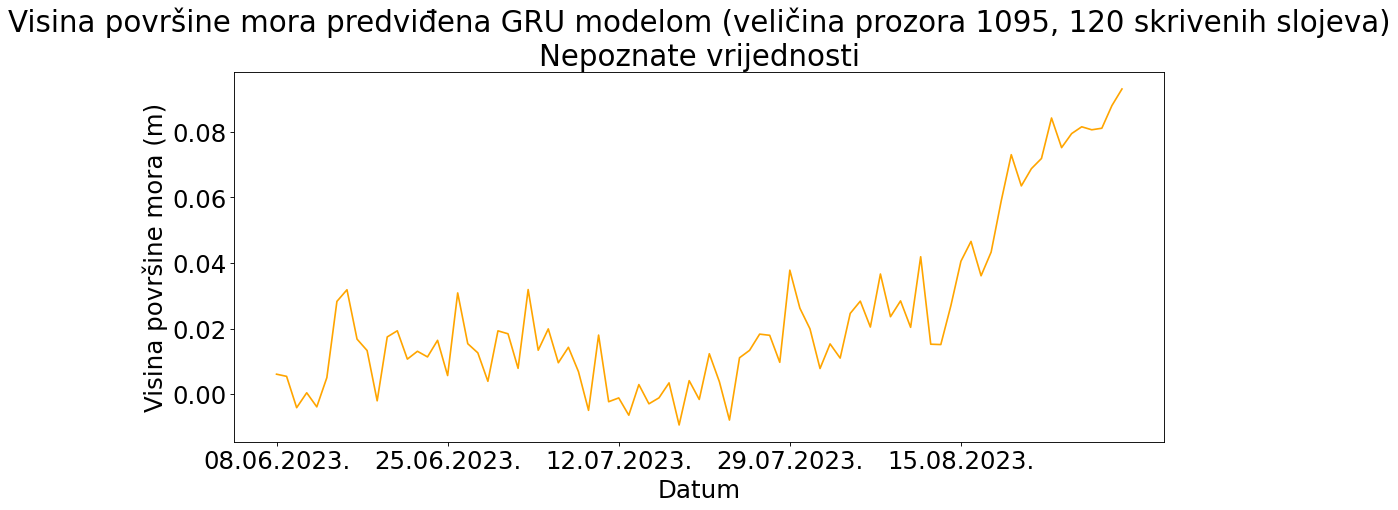 Visina površine mora predviđena GRU modelom (veličina prozora 1095, 120 skrivenih slojeva)
Nepoznate vrijednosti
Visina površine mora (m)
0.08
0.06
0.04
0.02
0.00
08.06.2023. 25.06.2023. 12.07.2023. 29.07.2023. 15.08.2023.
Datum